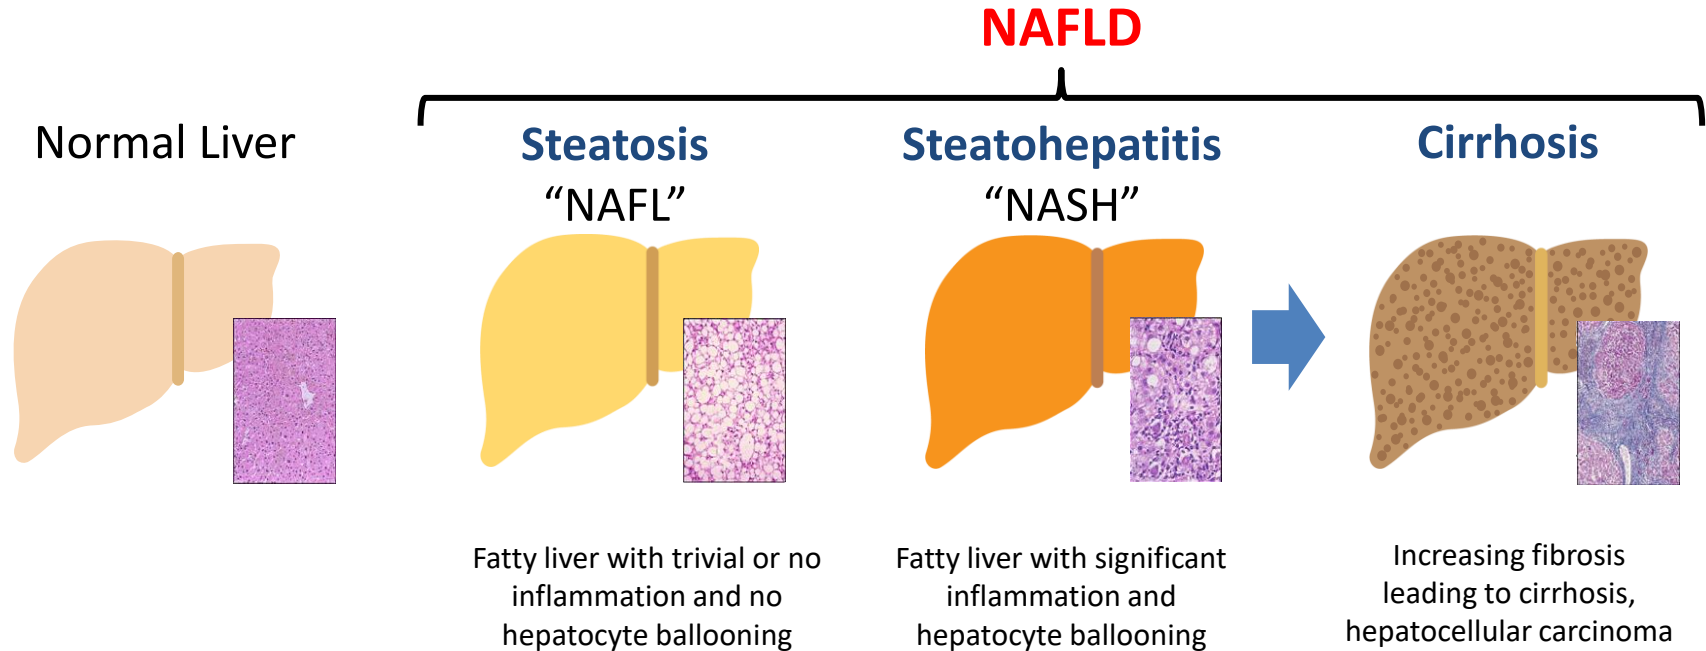 NAFLD
Normal Liver
Steatosis
“NAFL”
Steatohepatitis
“NASH”
Cirrhosis
Fatty liver with trivial or no
inflammation and no
hepatocyte ballooning
Fatty liver with significant
inflammation and
hepatocyte ballooning
Increasing fibrosis
leading to cirrhosis,
hepatocellular carcinoma